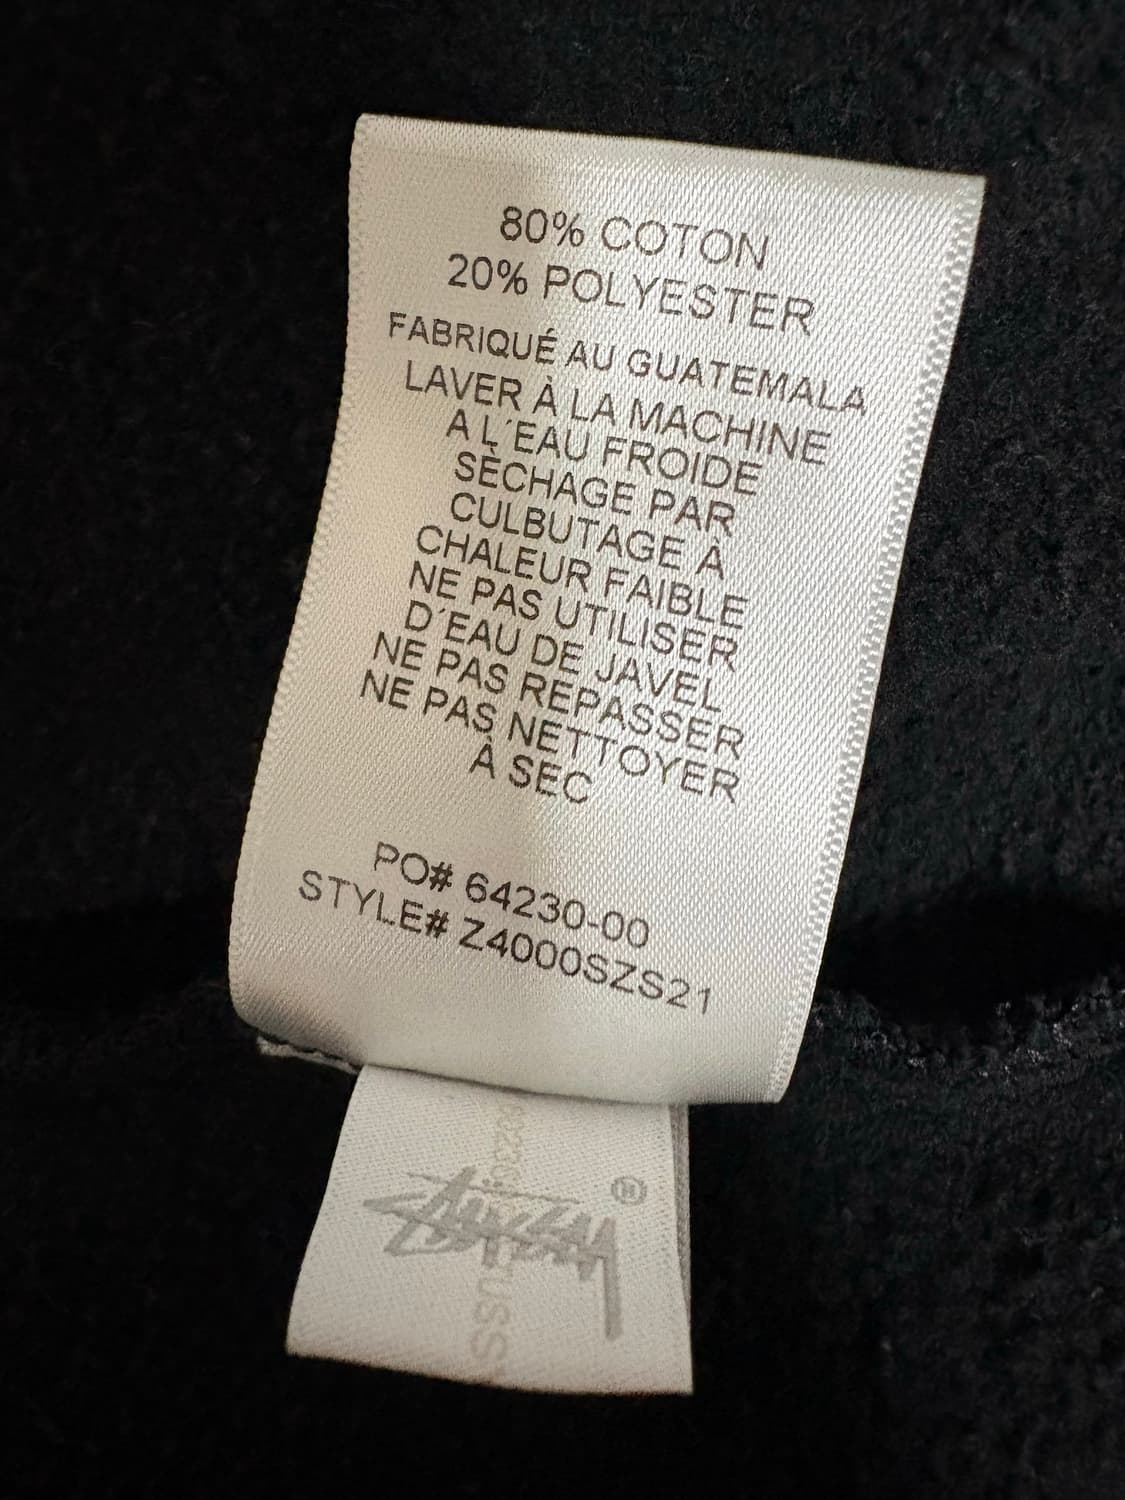 80% COTON
20% POLYESTER
FABRIQUÉ AU GUATEMALA
LAVER À LA MACHINE
A L´EAU FROIDE
SÈCHAGE PAR
CULBUTAGE À
CHALEUR FAIBLE
NE PAS UTILISER
D´EAU DE JAVEL
NE PAS REPASSER
NE PAS NETTOYER
À SEC
PO# 64230-00
STYLE# Z4000SZS21
Stüssy ®